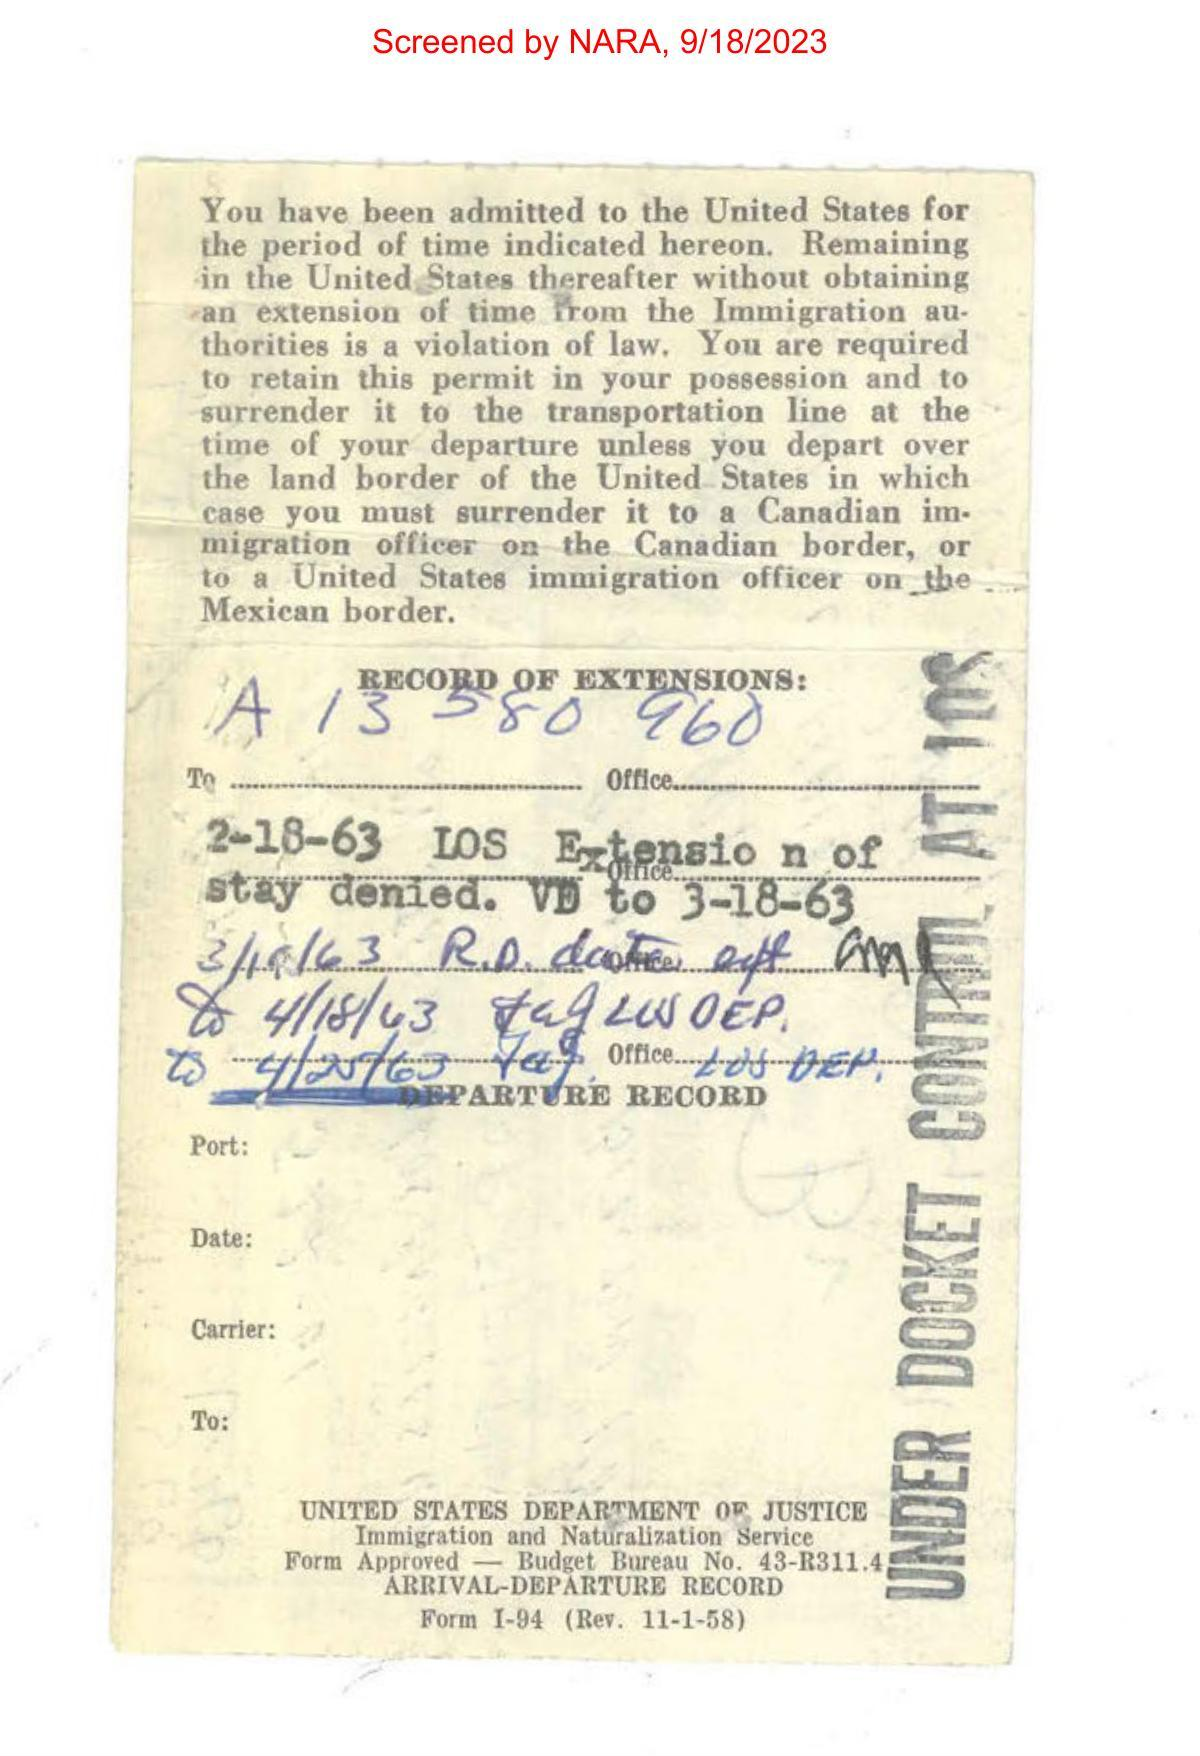 Screened by NARA, 9/18/2023
You have been admitted to the United States for
the period of time indicated hereon. Remaining
in the United States thereafter without obtaining
an extension of time from the Immigration au-
thorities is a violation of law. You are required
to retain this permit in your possession and to
surrender it to the transportation line at the
time of your departure unless you depart over
the land border of the United States in which
case you must surrender it to a Canadian im-
migration officer on the Canadian border, or
to a United States immigration officer on the
Mexican border.
RECORD OF EXTENSIONS:
A 13 580 960
To Office
2-18-63 LOS Extensio n of
Office
stay denied. VD to 3-18-63
3/19/63 R.D. date Office ext
to 4/18/63 LOS DEP.
to 4/25/63 Office LOS DEP.
DEPARTURE RECORD
Port:
Date:
Carrier:
To:
UNITED STATES DEPARTMENT OF JUSTICE
Immigration and Naturalization Service
Form Approved — Budget Bureau No. 43-R311.4
ARRIVAL-DEPARTURE RECORD
Form I-94 (Rev. 11-1-58)
UNDER DOCKET CONTROL AT LOS